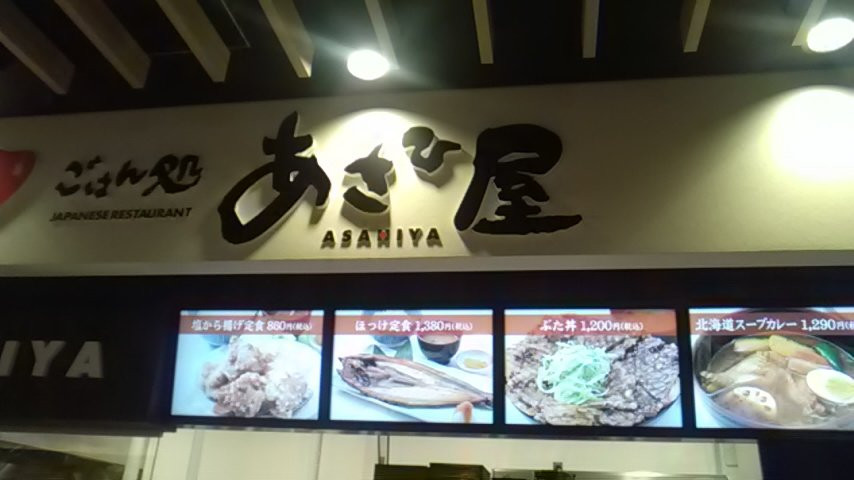 ごはん処
JAPANESE RESTAURANT
あさひ屋
ASAHIYA
塩から揚げ定食 860円(税込)
ほっけ定食 1,380円(税込)
ぶた丼 1,200円(税込)
北海道スープカレー 1,290円
IYA